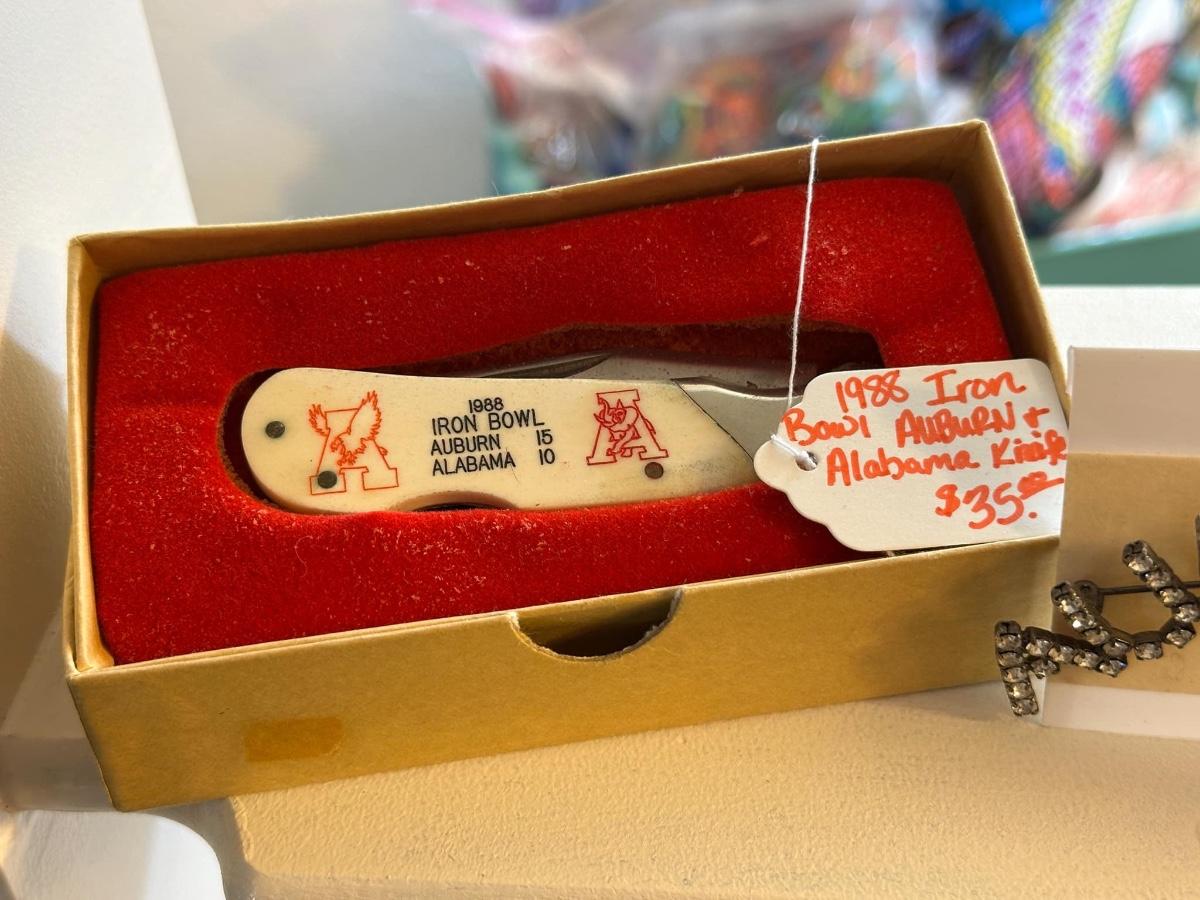 1988
IRON BOWL
AUBURN 15
ALABAMA 10
A
A
1988 Iron
Bowl AUBURN +
Alabama Knife
$35.00